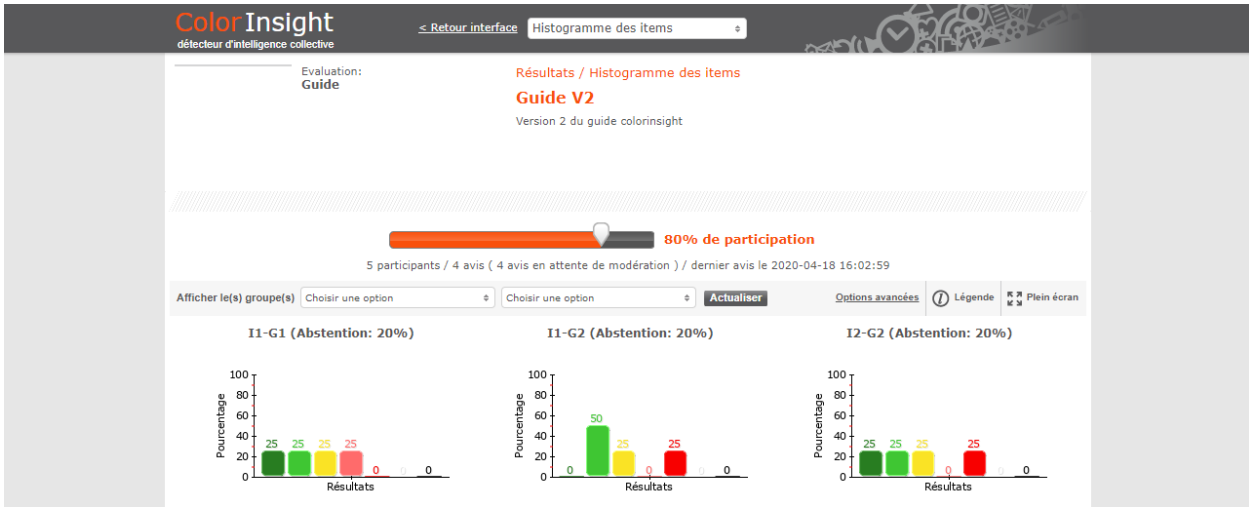 ColorInsight
détecteur d'intelligence collective
< Retour interface
Histogramme des items
Evaluation:
Guide
Résultats / Histogramme des items
Guide V2
Version 2 du guide colorinsight
80% de participation
5 participants / 4 avis ( 4 avis en attente de modération ) / dernier avis le 2020-04-18 16:02:59
Afficher le(s) groupe(s) Choisir une option Choisir une option Actualiser Options avancées Légende Plein écran
I1-G1 (Abstention: 20%)
100
80
60
40
20
0
Pourcentage
25 25 25 25 0 0 0
Résultats
I1-G2 (Abstention: 20%)
100
80
60
40
20
0
Pourcentage
0 50 25 0 25 0 0
Résultats
I2-G2 (Abstention: 20%)
100
80
60
40
20
0
Pourcentage
25 25 25 0 25 0 0
Résultats